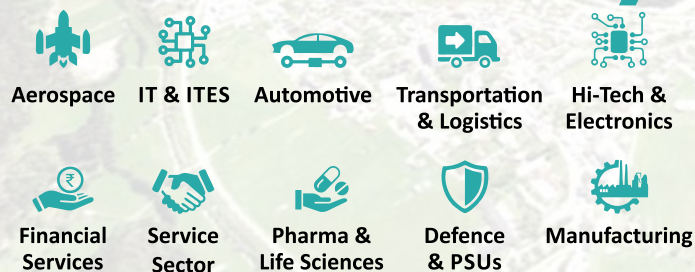 Aerospace
IT & ITES
Automotive
Transportation
& Logistics
Hi-Tech &
Electronics
₹
Financial
Services
Service
Sector
Pharma &
Life Sciences
Defence
& PSUs
Manufacturing